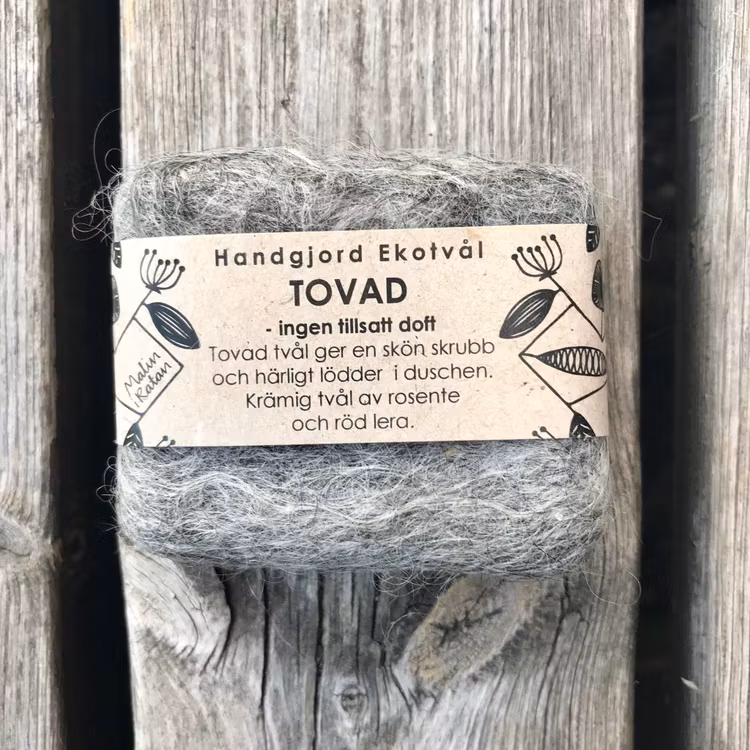 Handgjord Ekotvål
TOVAD
- ingen tillsatt doft
Tovad tvål ger en skön skrubb
och härligt lödder i duschen.
Krämig tvål av rosente
och röd lera.
Malin
Ratan